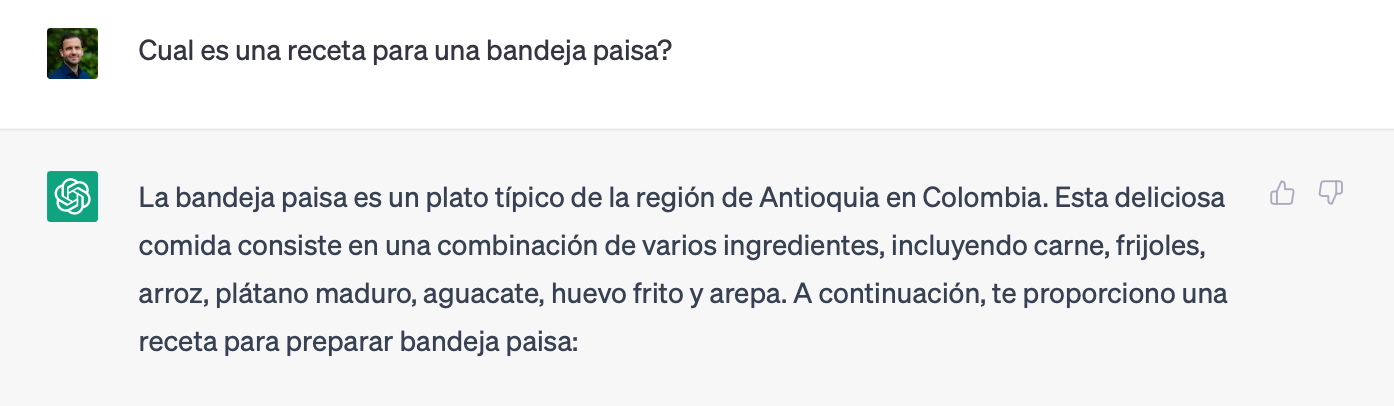 Cual es una receta para una bandeja paisa?
La bandeja paisa es un plato típico de la región de Antioquia en Colombia. Esta deliciosa
comida consiste en una combinación de varios ingredientes, incluyendo carne, frijoles,
arroz, plátano maduro, aguacate, huevo frito y arepa. A continuación, te proporciono una
receta para preparar bandeja paisa: